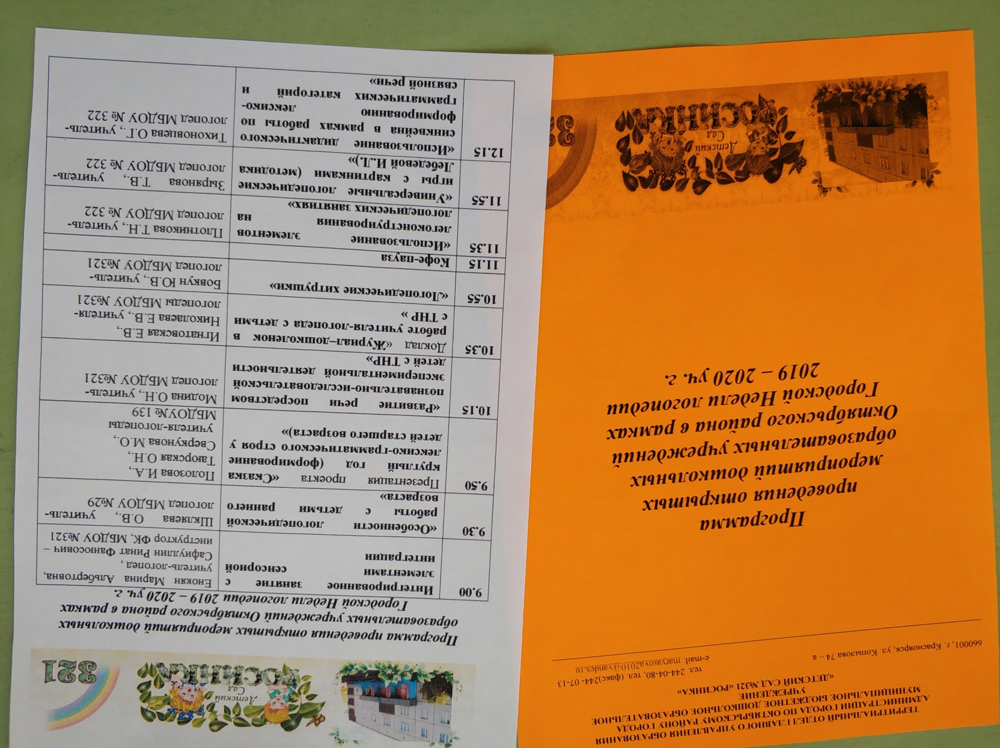 ТЕРРИТОРИАЛЬНЫЙ ОТДЕЛ ГЛАВНОГО УПРАВЛЕНИЯ ОБРАЗОВАНИЯ
АДМИНИСТРАЦИИ ГОРОДА ПО ОКТЯБРЬСКОМУ РАЙОНУ ГОРОДА
МУНИЦИПАЛЬНОЕ БЮДЖЕТНОЕ ДОШКОЛЬНОЕ ОБРАЗОВАТЕЛЬНОЕ
УЧРЕЖДЕНИЕ
«ДЕТСКИЙ САД №321 «РОСИНКА»
тел. 244-04-80, тел. (факс)244- 07-13
660001, г. Красноярск, ул. Копылова 74 – а
e-mail: maryasova2010@yandex.ru
Программа
проведения открытых
мероприятий дошкольных
образовательных учреждений
Октябрьского района в рамках
Городской Недели логопедии
2019 – 2020 уч. г.
Детский
Сад
РОСИНКА
32
Детский
Сад
РОСИНКА
321
Программа проведения открытых мероприятий дошкольных
образовательных учреждений Октябрьского района в рамках
Городской Недели логопедии 2019 – 2020 уч. г.
9.00
Интегрированное занятие с
элементами сенсорной
интеграции
Енокян Марина Альбертовна,
учитель-логопед ,
Сафиуллин Ринат Фанюсович –
инструктор ФК, МБДОУ №321
9.30
«Особенности логопедической
работы с детьми раннего
возраста»
Шкляева О.В., учитель-
логопед МБДОУ №29
9.50
Презентация проекта «Сказка
круглый год (формирование
лексико-грамматического строя у
детей старшего возраста)»
Полозова И.А.,
Таюрская О.Н.,
Сверкунова М.О.,
учителя-логопеды
МБДОУ№ 139
10.15
«Развитие речи посредством
познавательно-исследовательской
экспериментальной деятельности
детей с ТНР»
Модина О.Н., учитель-
логопед МБДОУ №321
10.35
Доклад «Журнал–дошколенок в
работе учителя-логопеда с детьми
с ТНР »
Игнатовская Е.В.,
Николаева Е.В., учителя-
логопеды МБДОУ №321
10.55
«Логопедические хитрушки»
Бовкун Ю.В., учитель-
логопед МБДОУ №321
11.15
Кофе-пауза
11.35
«Использование элементов
легоконструирования на
логопедических занятиях»
Плотникова Т.Н., учитель-
логопед МБДОУ № 322
11.55
«Универсальные логопедические
игры с картинками (методика
Лебедевой И.Л.)»
Зырянова Т.В., учитель-
логопед МБДОУ № 322
12.15
«Использование дидактического
синквейна в рамках работы по
формированию лексико-
грамматических категорий и
связной речи»
Тихоновцева О.Г., учитель-
логопед МБДОУ № 322